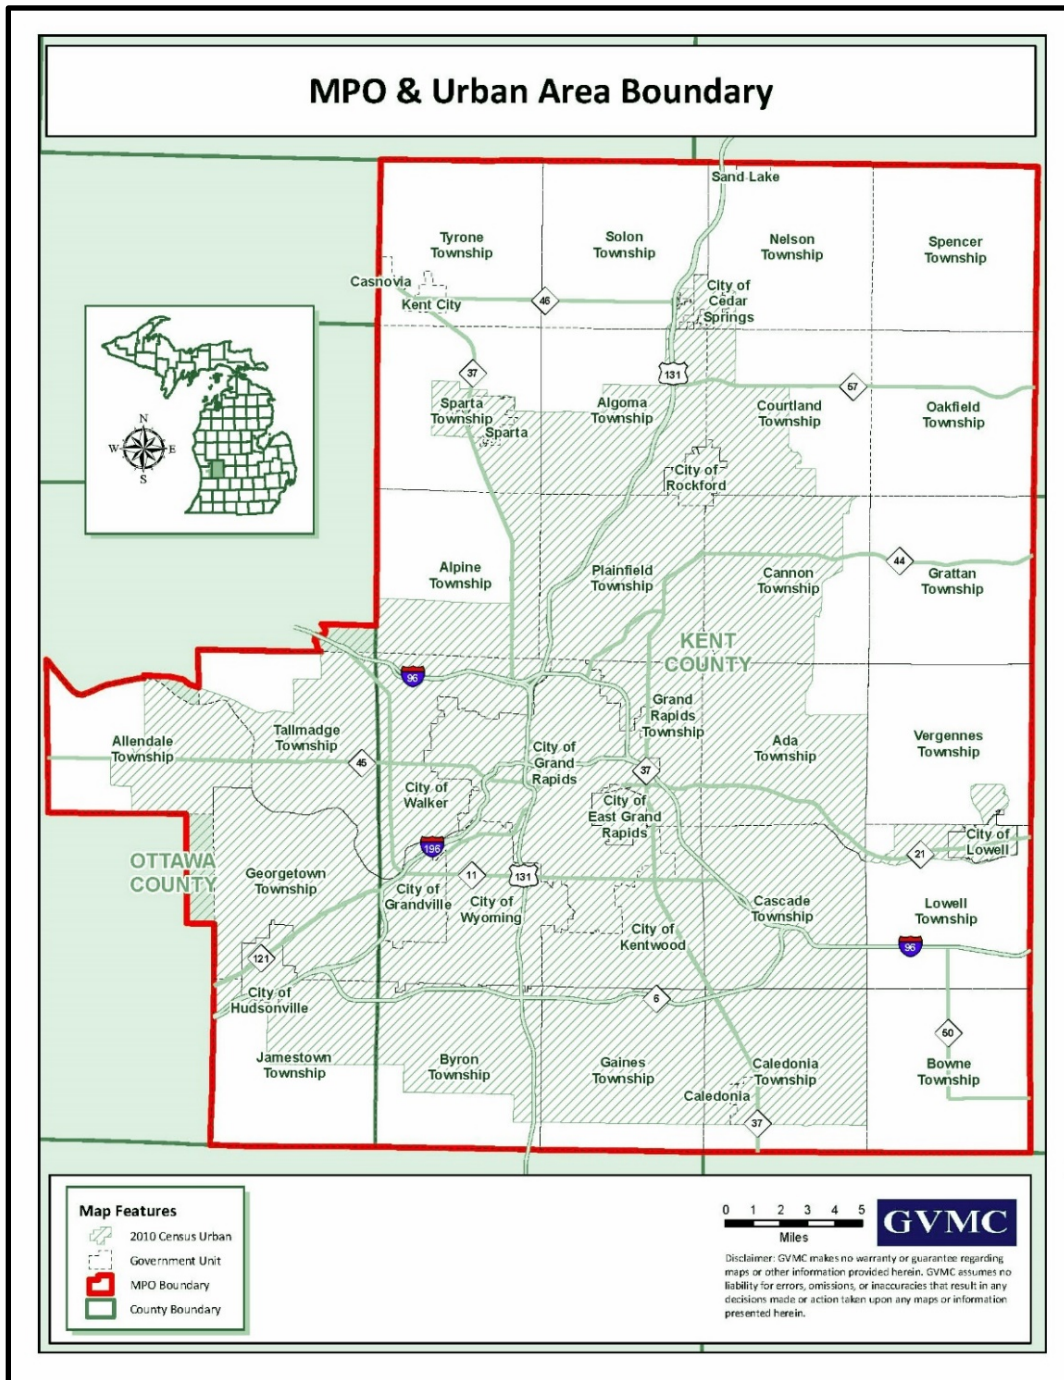 MPO & Urban Area Boundary
Sand Lake
Tyrone
Township
Solon
Township
Nelson
Township
Spencer
Township
Casnovia
Kent City
46
City of
Cedar
Springs
N
W
E
S
37
131
57
Sparta
Township
Sparta
Algoma
Township
Courtland
Township
Oakfield
Township
City of
Rockford
Alpine
Township
Plainfield
Township
Cannon
Township
44
Grattan
Township
KENT
COUNTY
96
Grand
Rapids
Township
Allendale
Township
Tallmadge
Township
45
City of
Grand
Rapids
37
Ada
Township
Vergennes
Township
City of
Walker
City of
East Grand
Rapids
196
City of
Lowell
21
OTTAWA
COUNTY
Georgetown
Township
City of
Grandville
11
City of
Wyoming
131
Cascade
Township
Lowell
Township
City of
Kentwood
96
121
City of
Hudsonville
6
50
Jamestown
Township
Byron
Township
Gaines
Township
Caledonia
Township
Bowne
Township
Caledonia
37
Map Features
2010 Census Urban
Government Unit
MPO Boundary
County Boundary
0 1 2 3 4 5
Miles
GVMC
Disclaimer: GVMC makes no warranty or guarantee regarding
maps or other information provided herein. GVMC assumes no
liability for errors, omissions, or inaccuracies that result in any
decisions made or action taken upon any maps or information
presented herein.